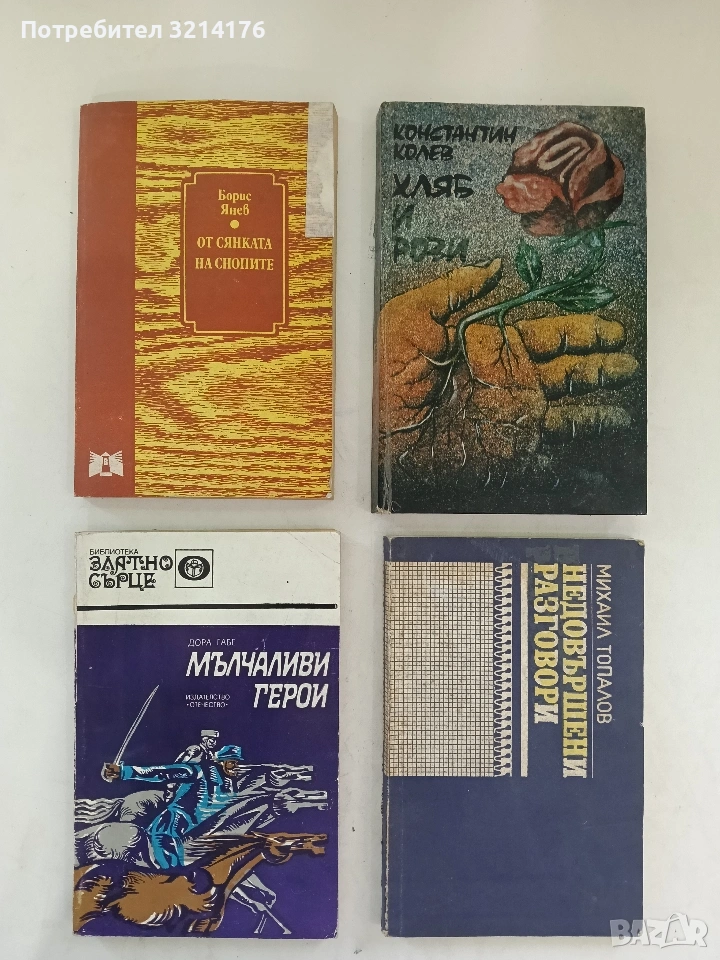 Потребител 3214176
Борис
Янев
ОТ СЯНКАТА
НА СНОПИТЕ
КОНСТАНТИН
КОЛЕВ
ХЛЯБ
И
РОЗИ
БИБЛИОТЕКА
ЗЛАТНО
СЪРЦЕ
ДОРА ГАБЕ
МЪЛЧАЛИВИ
ГЕРОИ
ИЗДАТЕЛСТВО
«ОТЕЧЕСТВО»
МИХАИЛ ТОПАЛОВ
НЕДОВЪРШЕНИ
РАЗГОВОРИ
BAZAR